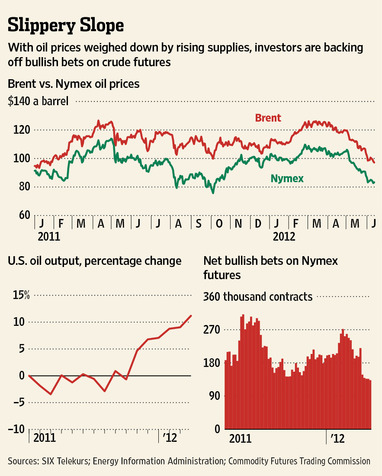 Slippery Slope
With oil prices weighed down by rising supplies, investors are backing
off bullish bets on crude futures
Brent vs. Nymex oil prices
$140 a barrel
120
100
80
60
Brent
Nymex
J F M A M J J A S O N D J F M A M J
2011 2012
U.S. oil output, percentage change
15%
10
5
0
−5
−10
2011 ’12
Net bullish bets on Nymex
futures
360 thousand contracts
270
180
90
0
2011 ’12
Sources: SIX Telekurs; Energy Information Administration; Commodity Futures Trading Commission